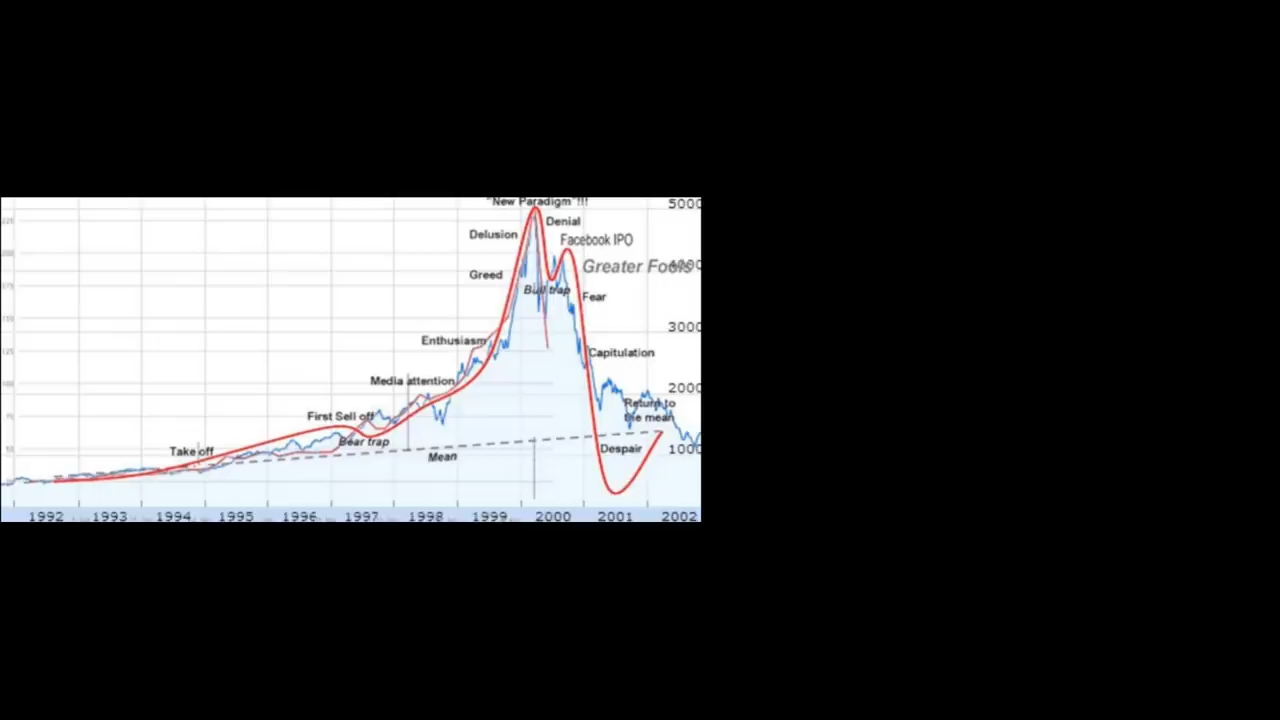 "New Paradigm"!!!
5000
Denial
Delusion
Facebook IPO
Greater Fools
4000
Greed
Bull trap
Fear
3000
Enthusiasm
Capitulation
Media attention
2000
Return to
the mean
First Sell off
Bear trap
Take off
Despair
1000
Mean
1992 1993 1994 1995 1996 1997 1998 1999 2000 2001 2002